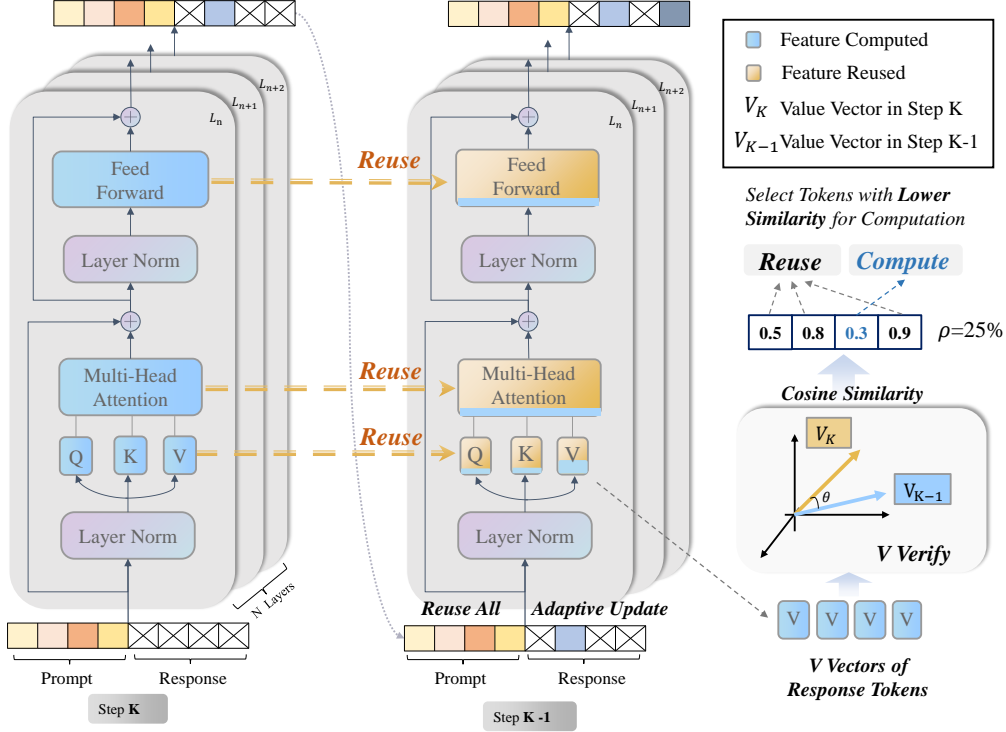 L_{n+2}
L_{n+1}
L_n
Feed
Forward
Layer Norm
Multi-Head
Attention
Q
K
V
Layer Norm
N Layers
Prompt
Response
Step K
Reuse
Reuse
Reuse
L_{n+2}
L_{n+1}
L_n
Feed
Forward
Layer Norm
Multi-Head
Attention
Q
K
V
Layer Norm
Reuse All
Adaptive Update
Prompt
Response
Step K -1
Feature Computed
Feature Reused
V_K Value Vector in Step K
V_{K−1} Value Vector in Step K-1
Select Tokens with Lower
Similarity for Computation
Reuse
Compute
0.5
0.8
0.3
0.9
ρ=25%
Cosine Similarity
V_K
V_{K−1}
θ
V Verify
V
V
V
V
V Vectors of
Response Tokens